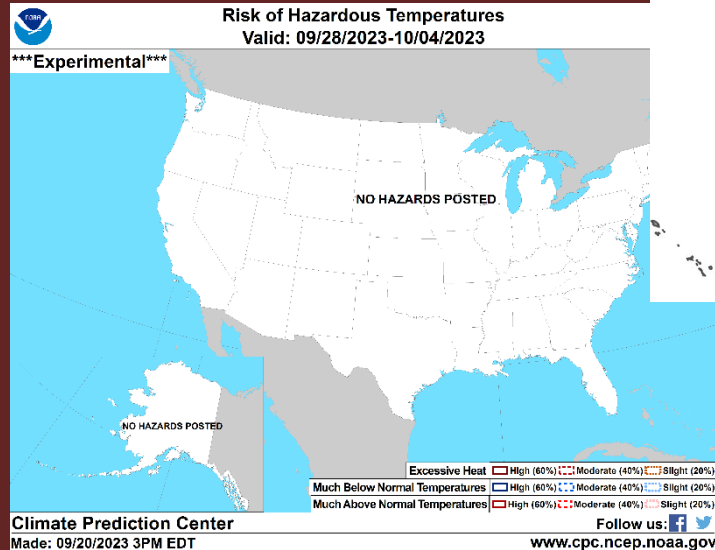 NOAA
Risk of Hazardous Temperatures
Valid: 09/28/2023-10/04/2023
***Experimental***
NO HAZARDS POSTED
NO HAZARDS POSTED
Excessive Heat High (60%) Moderate (40%) Slight (20%)
Much Below Normal Temperatures High (60%) Moderate (40%) Slight (20%)
Much Above Normal Temperatures High (60%) Moderate (40%) Slight (20%)
Climate Prediction Center
Follow us:
Made: 09/20/2023 3PM EDT
www.cpc.ncep.noaa.gov